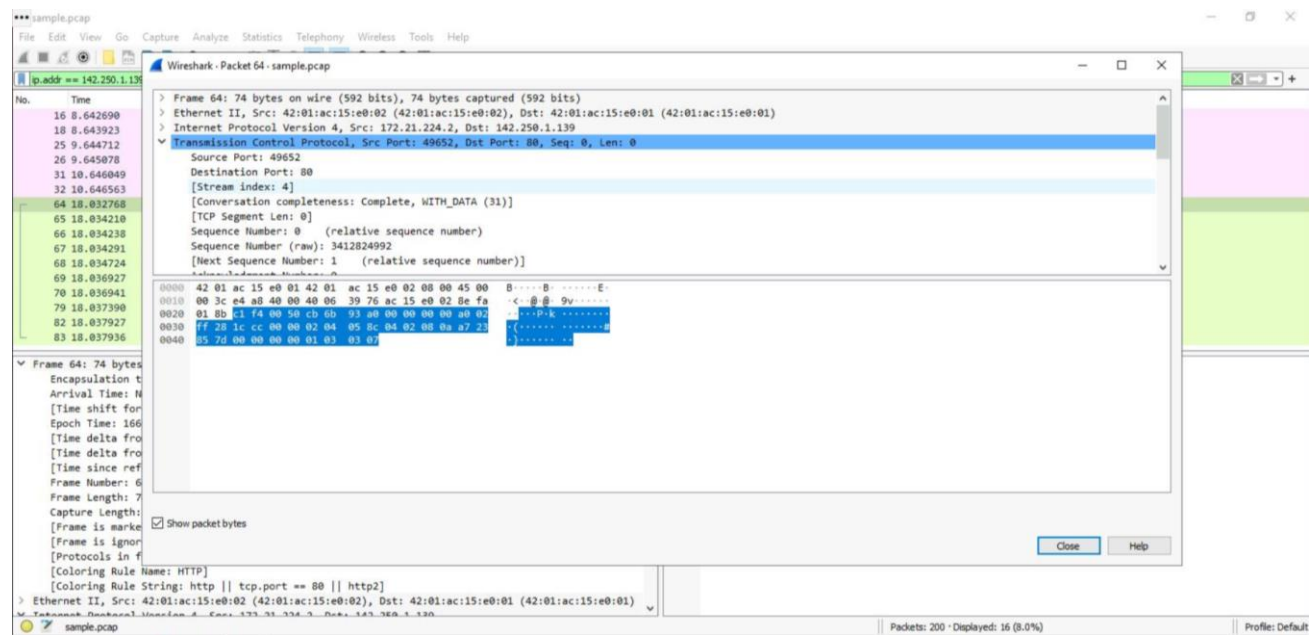 sample.pcap
File Edit View Go Capture Analyze Statistics Telephony Wireless Tools Help
ip.addr == 142.250.1.139
No. Time
16 8.642690
18 8.643923
25 9.644712
26 9.645078
31 10.646049
32 10.646563
64 18.032768
65 18.034210
66 18.034238
67 18.034291
68 18.034724
69 18.036927
70 18.036941
79 18.037390
82 18.037927
83 18.037936
Wireshark · Packet 64 · sample.pcap
> Frame 64: 74 bytes on wire (592 bits), 74 bytes captured (592 bits)
> Ethernet II, Src: 42:01:ac:15:e0:02 (42:01:ac:15:e0:02), Dst: 42:01:ac:15:e0:01 (42:01:ac:15:e0:01)
> Internet Protocol Version 4, Src: 172.21.224.2, Dst: 142.250.1.139
Transmission Control Protocol, Src Port: 49652, Dst Port: 80, Seq: 0, Len: 0
Source Port: 49652
Destination Port: 80
[Stream index: 4]
[Conversation completeness: Complete, WITH_DATA (31)]
[TCP Segment Len: 0]
Sequence Number: 0 (relative sequence number)
Sequence Number (raw): 3412824992
[Next Sequence Number: 1 (relative sequence number)]
0000 42 01 ac 15 e0 01 42 01 ac 15 e0 02 08 00 45 00 B·····B· ······E·
0010 00 3c e4 a8 40 00 40 06 39 76 ac 15 e0 02 8e fa ·<··@·@· 9v······
0020 01 8b c1 f4 00 50 cb 6b 93 a0 00 00 00 00 a0 02 ·····P·k ········
0030 ff 28 1c cc 00 00 02 04 05 8c 04 02 08 0a a7 23 ·(······ ·······#
0040 85 7d 00 00 00 00 01 03 03 07 ·}······ ··
Show packet bytes
Close Help
Frame 64: 74 bytes
Encapsulation t
Arrival Time: N
[Time shift for
Epoch Time: 166
[Time delta fro
[Time delta fro
[Time since ref
Frame Number: 6
Frame Length: 7
Capture Length:
[Frame is marke
[Frame is ignor
[Protocols in f
[Coloring Rule Name: HTTP]
[Coloring Rule String: http || tcp.port == 80 || http2]
> Ethernet II, Src: 42:01:ac:15:e0:02 (42:01:ac:15:e0:02), Dst: 42:01:ac:15:e0:01 (42:01:ac:15:e0:01)
sample.pcap
Packets: 200 · Displayed: 16 (8.0%)
Profile: Default